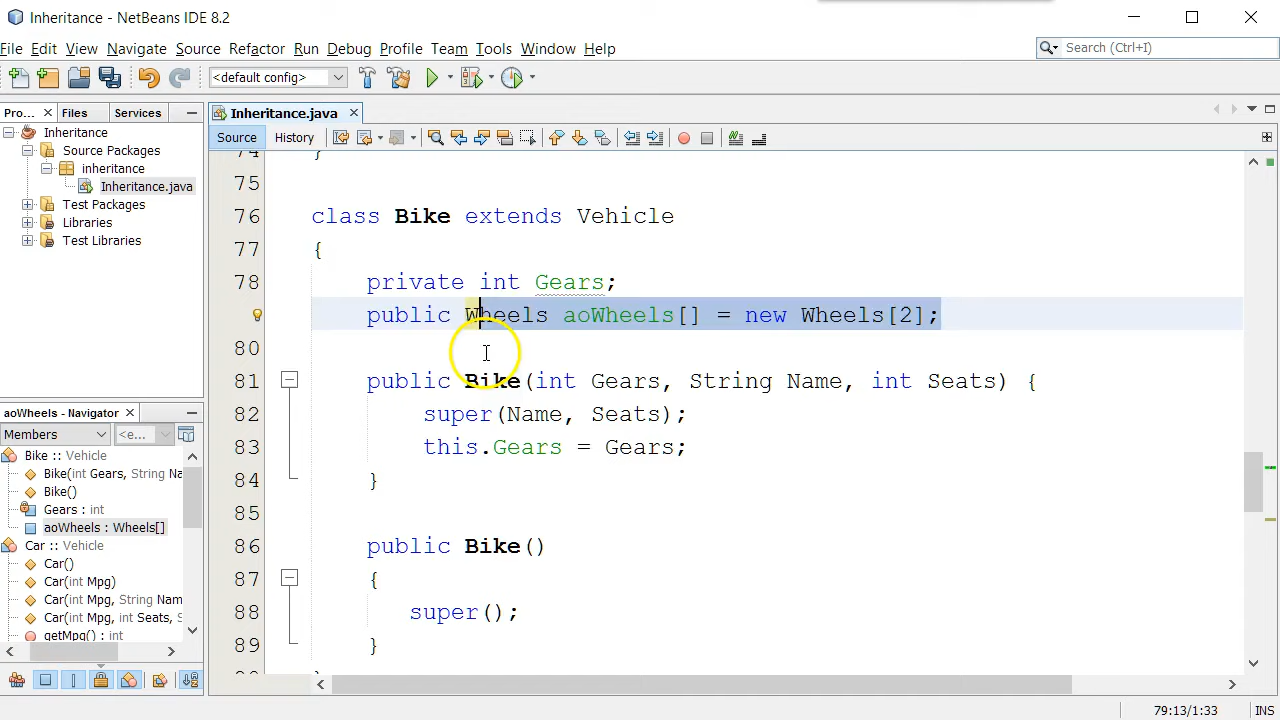 Inheritance - NetBeans IDE 8.2
File Edit View Navigate Source Refactor Run Debug Profile Team Tools Window Help
Search (Ctrl+I)
<default config>
Pro... Files Services
Inheritance.java
Source History
Inheritance
Source Packages
inheritance
Inheritance.java
Test Packages
Libraries
Test Libraries
74 }
75
76 class Bike extends Vehicle
77 {
78 private int Gears;
79 public Wheels aoWheels[] = new Wheels[2];
80
81 public Bike(int Gears, String Name, int Seats) {
82 super(Name, Seats);
83 this.Gears = Gears;
84 }
85
86 public Bike()
87 {
88 super();
89 }
aoWheels - Navigator
Members <e...
Bike :: Vehicle
Bike(int Gears, String Na
Bike()
Gears : int
aoWheels : Wheels[]
Car :: Vehicle
Car()
Car(int Mpg)
Car(int Mpg, String Nam
Car(int Mpg, int Seats, S
getMpg() : int
79:13/1:33 INS